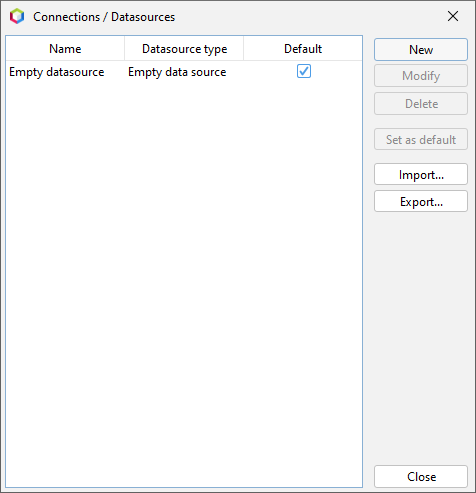 Connections / Datasources
Name Datasource type Default
Empty datasource Empty data source
New
Modify
Delete
Set as default
Import...
Export...
Close